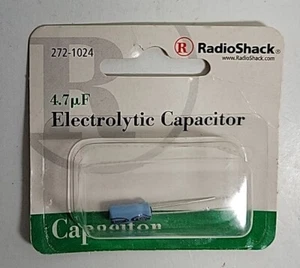 272-1024
R RadioShack®
www.RadioShack.com
4.7µF
Electrolytic Capacitor
Capacitor